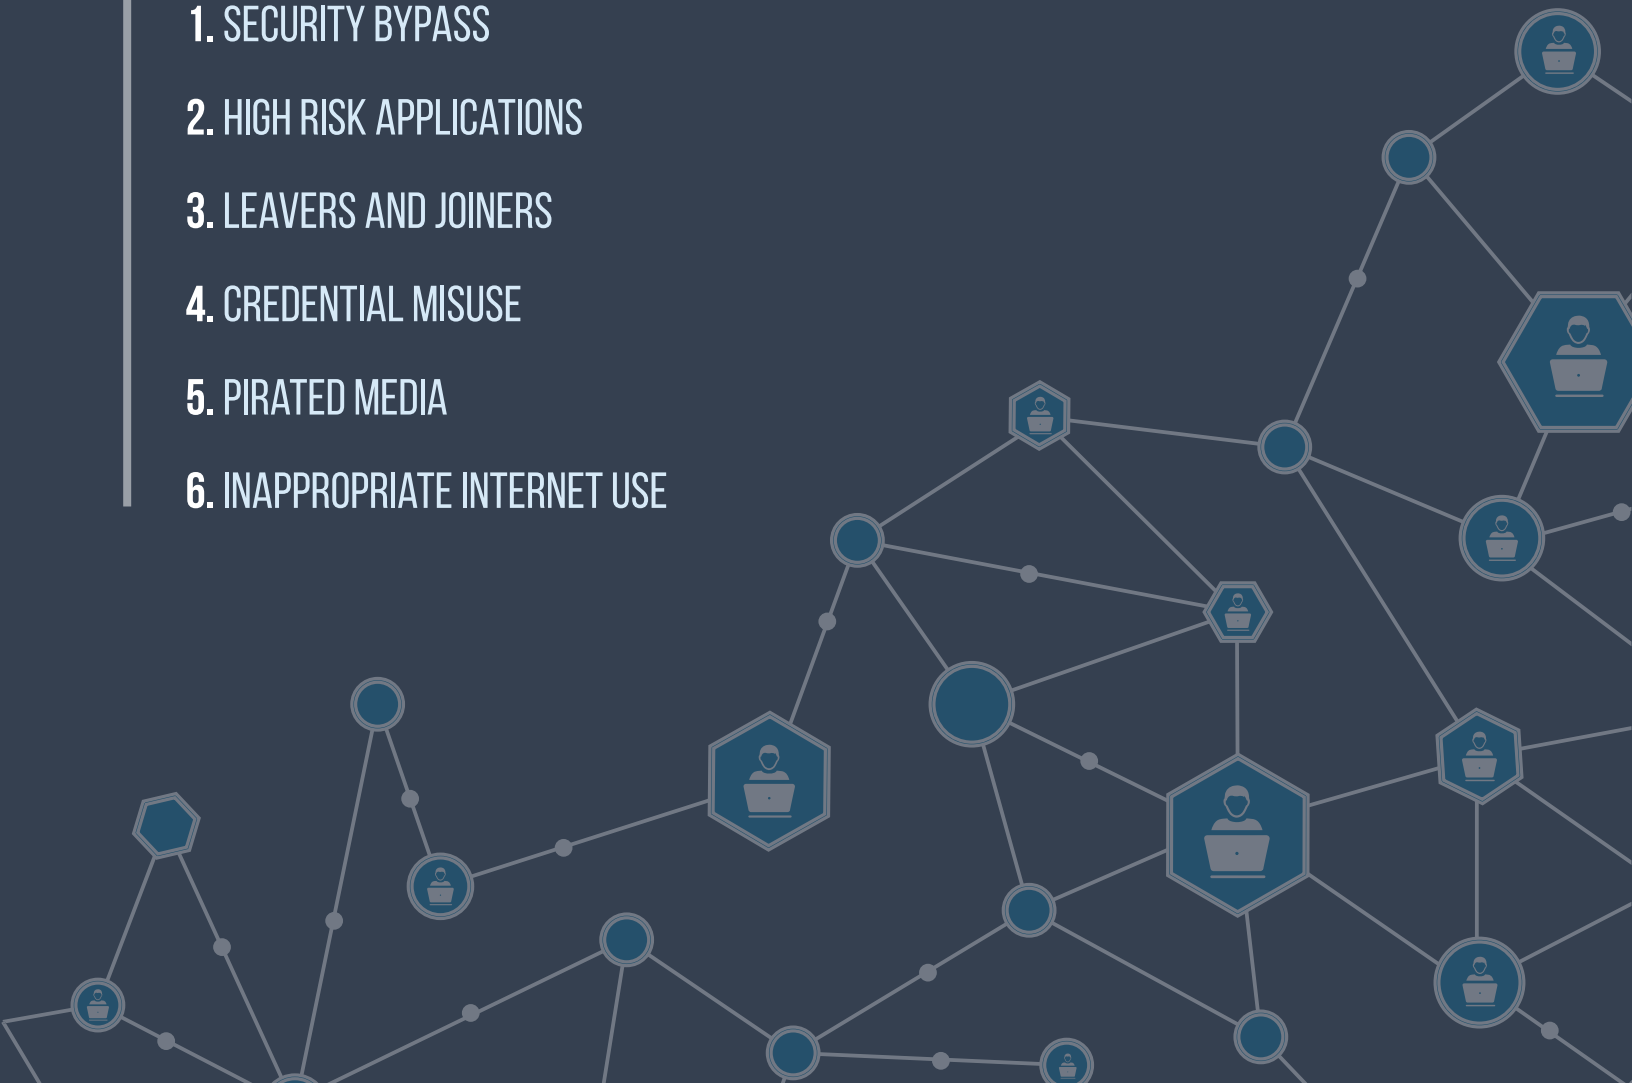 1. SECURITY BYPASS
2. HIGH RISK APPLICATIONS
3. LEAVERS AND JOINERS
4. CREDENTIAL MISUSE
5. PIRATED MEDIA
6. INAPPROPRIATE INTERNET USE